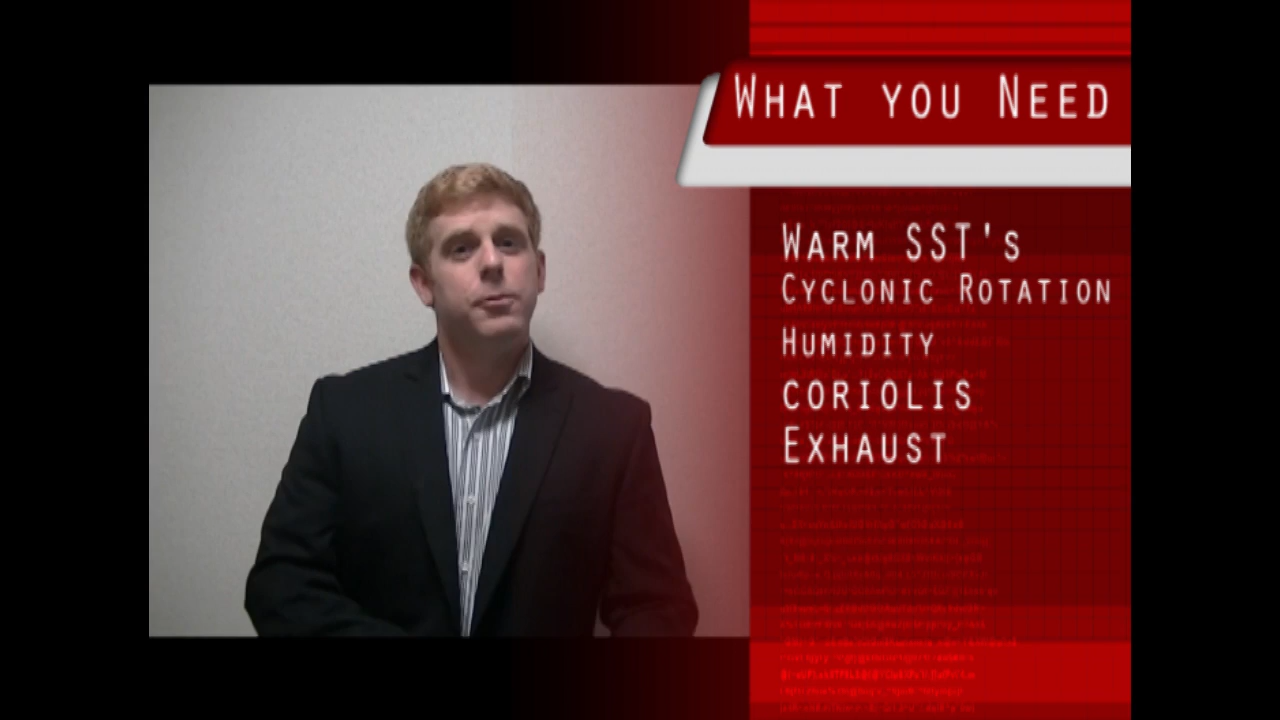 What you Need
Warm SST's
Cyclonic Rotation
Humidity
CORIOLIS
Exhaust